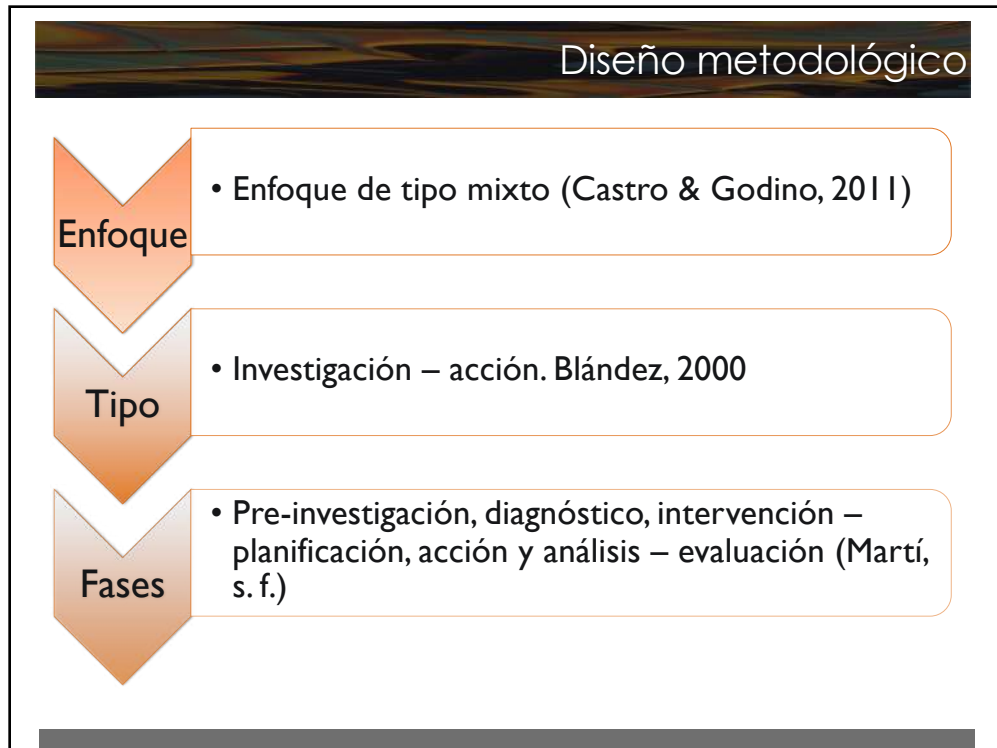 Diseño metodológico
Enfoque
• Enfoque de tipo mixto (Castro & Godino, 2011)
Tipo
• Investigación – acción. Blández, 2000
Fases
• Pre-investigación, diagnóstico, intervención –
planificación, acción y análisis – evaluación (Martí,
s. f.)